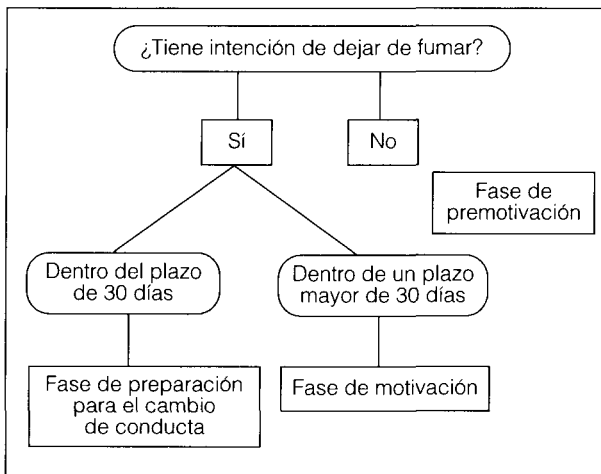 ¿Tiene intención de dejar de fumar?
Sí
No
Fase de
premotivación
Dentro del plazo
de 30 días
Dentro de un plazo
mayor de 30 días
Fase de preparación
para el cambio
de conducta
Fase de motivación